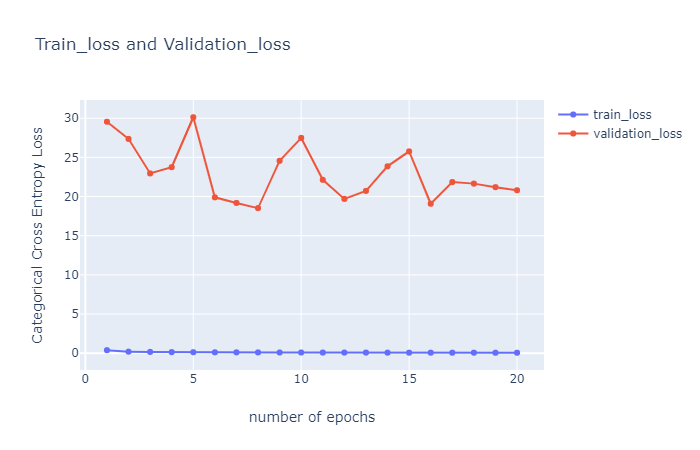 Train_loss and Validation_loss
train_loss
validation_loss
Categorical Cross Entropy Loss
30
25
20
15
10
5
0
0
5
10
15
20
number of epochs